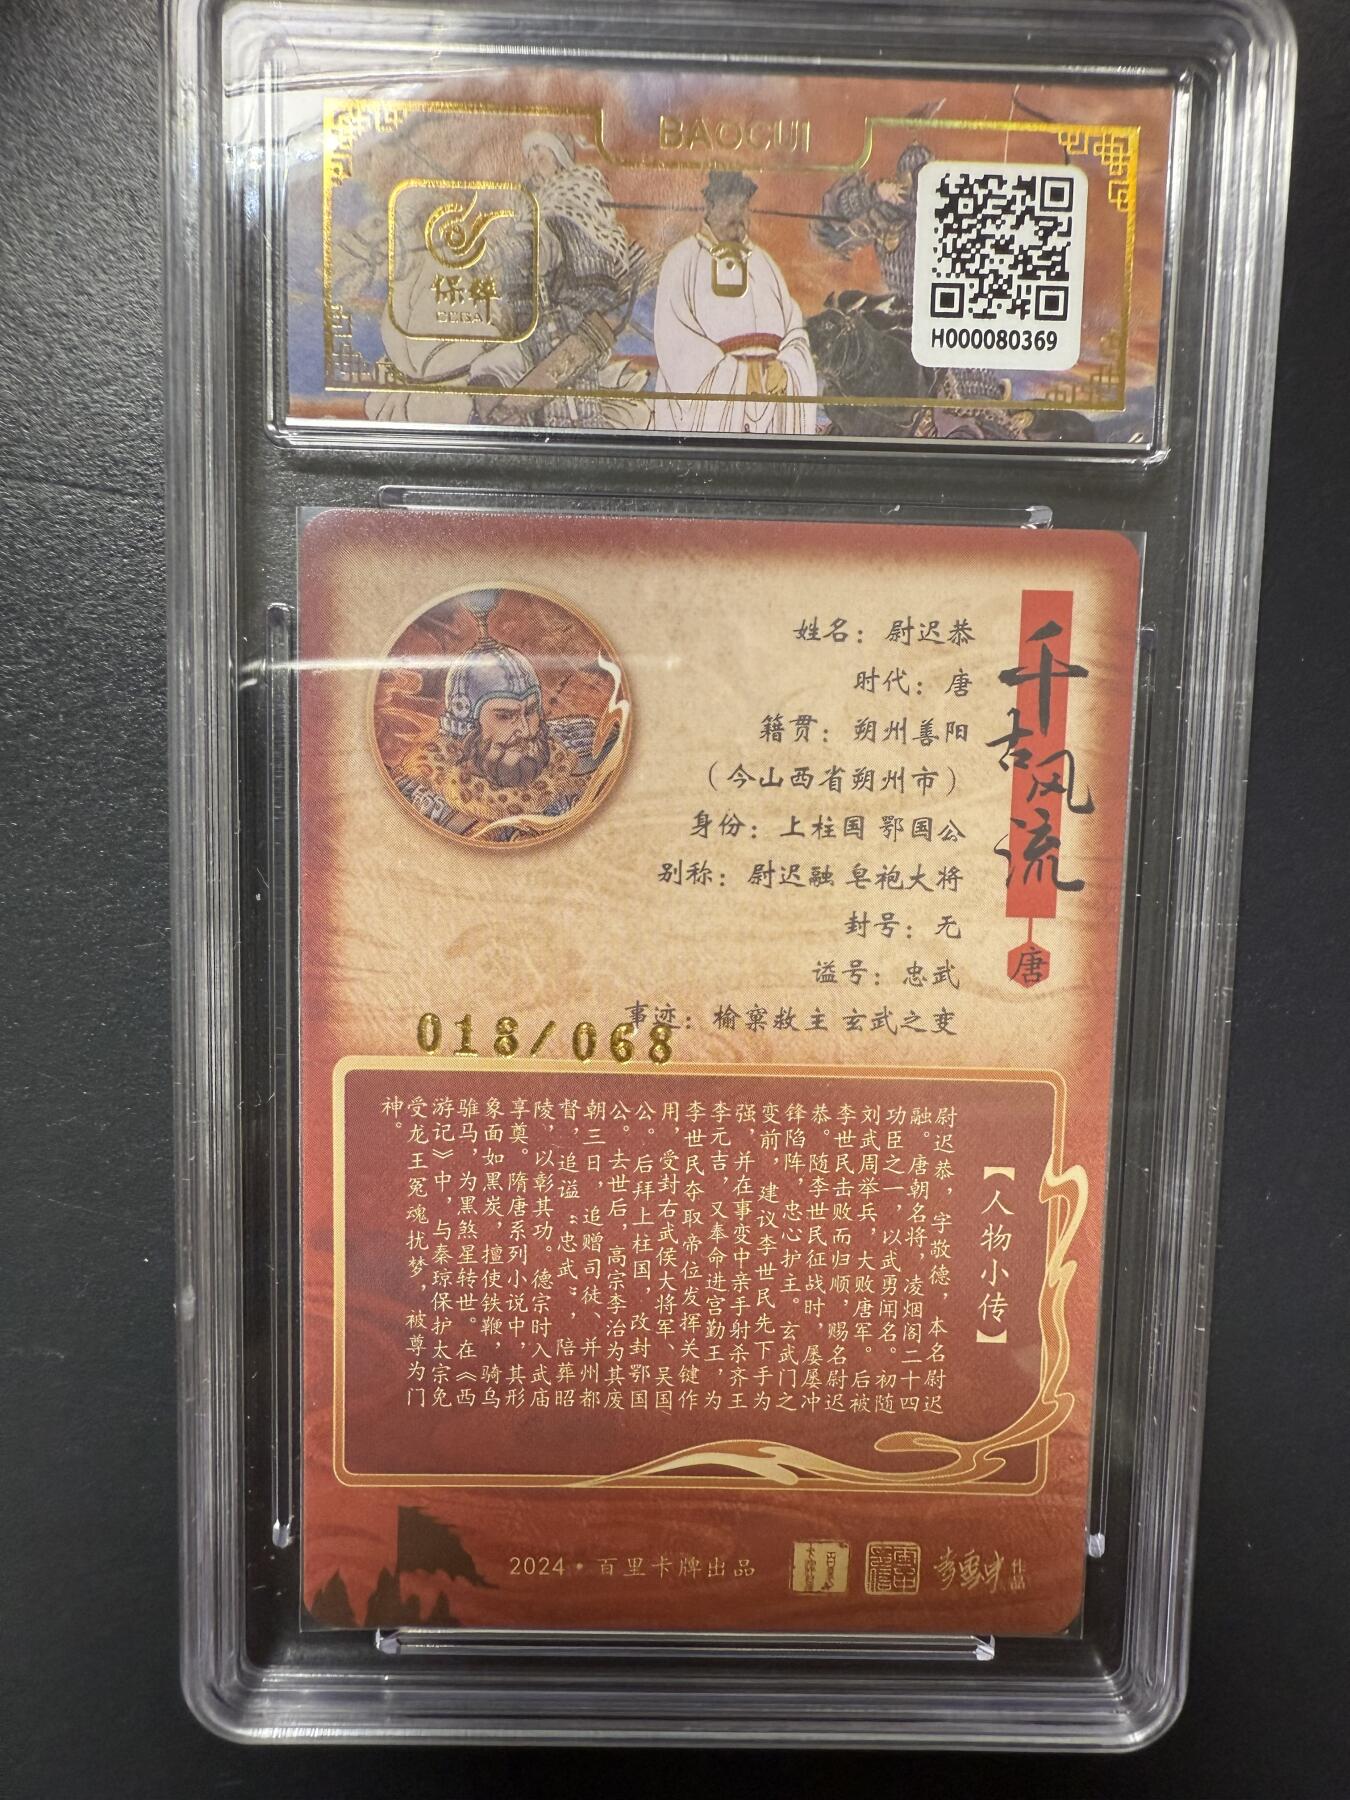 BAOCUI
保粹
H000080369
千古风流
唐
姓名：尉迟恭
时代：唐
籍贯：朔州善阳
（今山西省朔州市）
身份：上柱国 鄂国公
别称：尉迟融 皂袍大将
封号：无
谥号：忠武
事迹：榆窠救主 玄武之变
018/068
【人物小传】
尉迟恭，字敬德，本名尉迟
融。唐朝名将，凌烟阁二十四
功臣之一，以武勇闻名。初随
刘武周举兵，大败唐军。后被
李世民击败而归顺，赐名尉迟
恭。随李世民征战时，屡屡冲
锋陷阵，忠心护主。玄武门之
变前，建议李世民先下手为
强，并在事变中亲手射杀齐王
李元吉，又奉命进宫勤王，为
李世民夺取帝位发挥关键作
用，受封右武侯大将军、吴国
公。后拜上柱国，改封鄂国
公。去世后，高宗李治为其废
朝三日，追赠司徒、并州都
督，追谥“忠武”，陪葬昭
陵，以彰其功。德宗时入武庙
享奠。隋唐系列小说中，其形
象面如黑炭，擅使铁鞭，骑乌
骓马，为黑煞星转世。在《西
游记》中，与秦琼保护太宗免
受龙王冤魂扰梦，被尊为门
神。
2024·百里卡牌出品
李云中作品